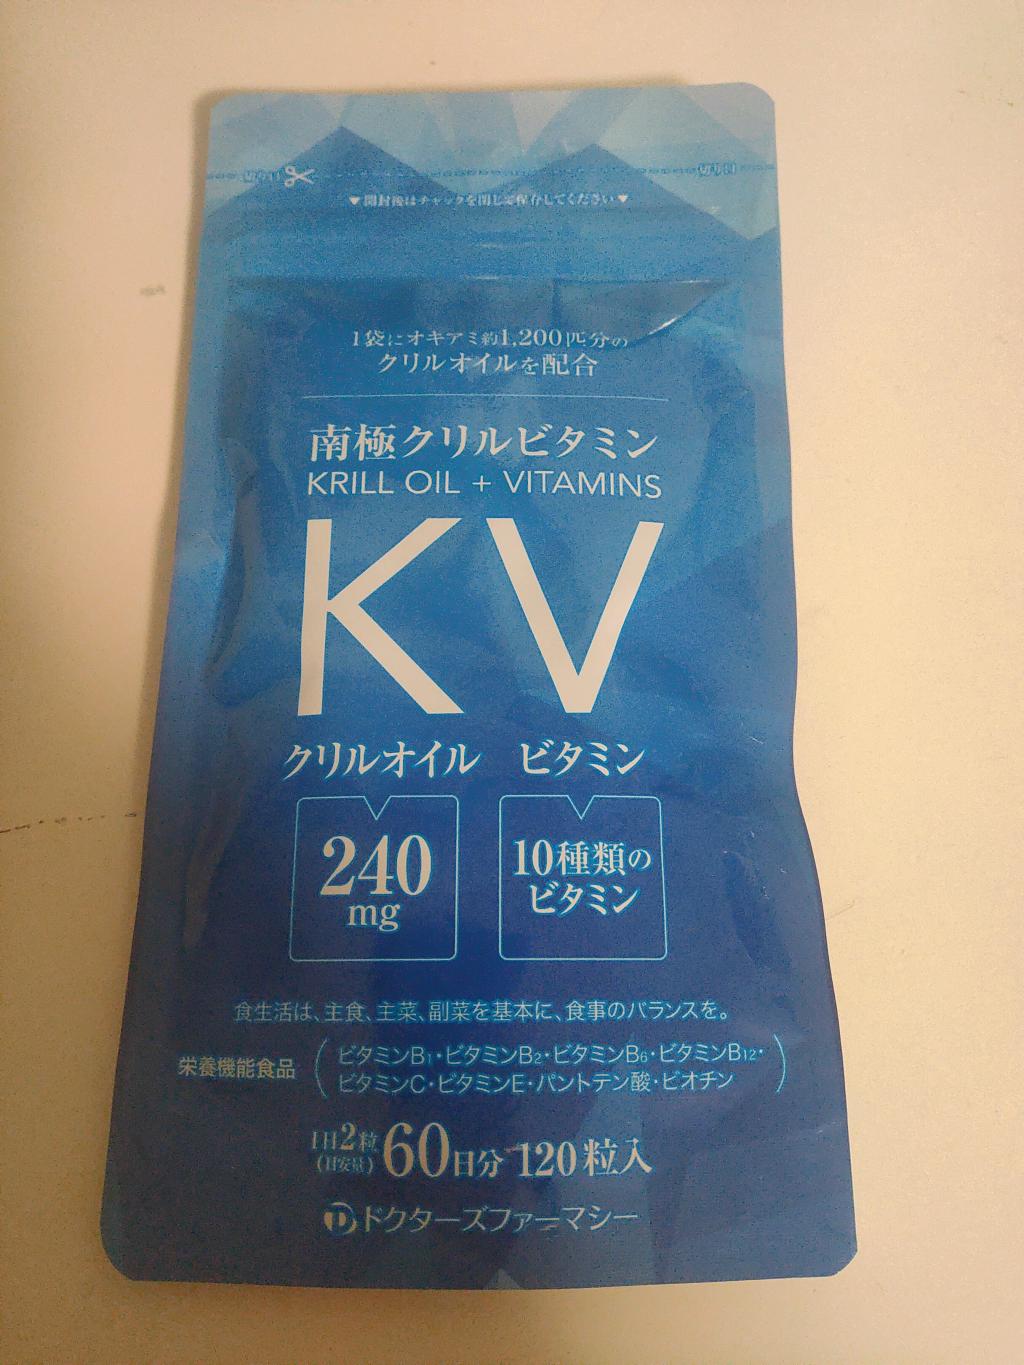 切り口 切り口
▼開封後はチャックを閉じて保存してください▼
1袋にオキアミ約1,200匹分の
クリルオイルを配合
南極クリルビタミン
KRILL OIL + VITAMINS
KV
クリルオイル ビタミン
240
mg
10種類の
ビタミン
食生活は、主食、主菜、副菜を基本に、食事のバランスを。
栄養機能食品
(ビタミンB1・ビタミンB2・ビタミンB6・ビタミンB12・
ビタミンC・ビタミンE・パントテン酸・ビオチン)
1日2粒
(目安量)
60日分 120粒入
ドクターズファーマシー